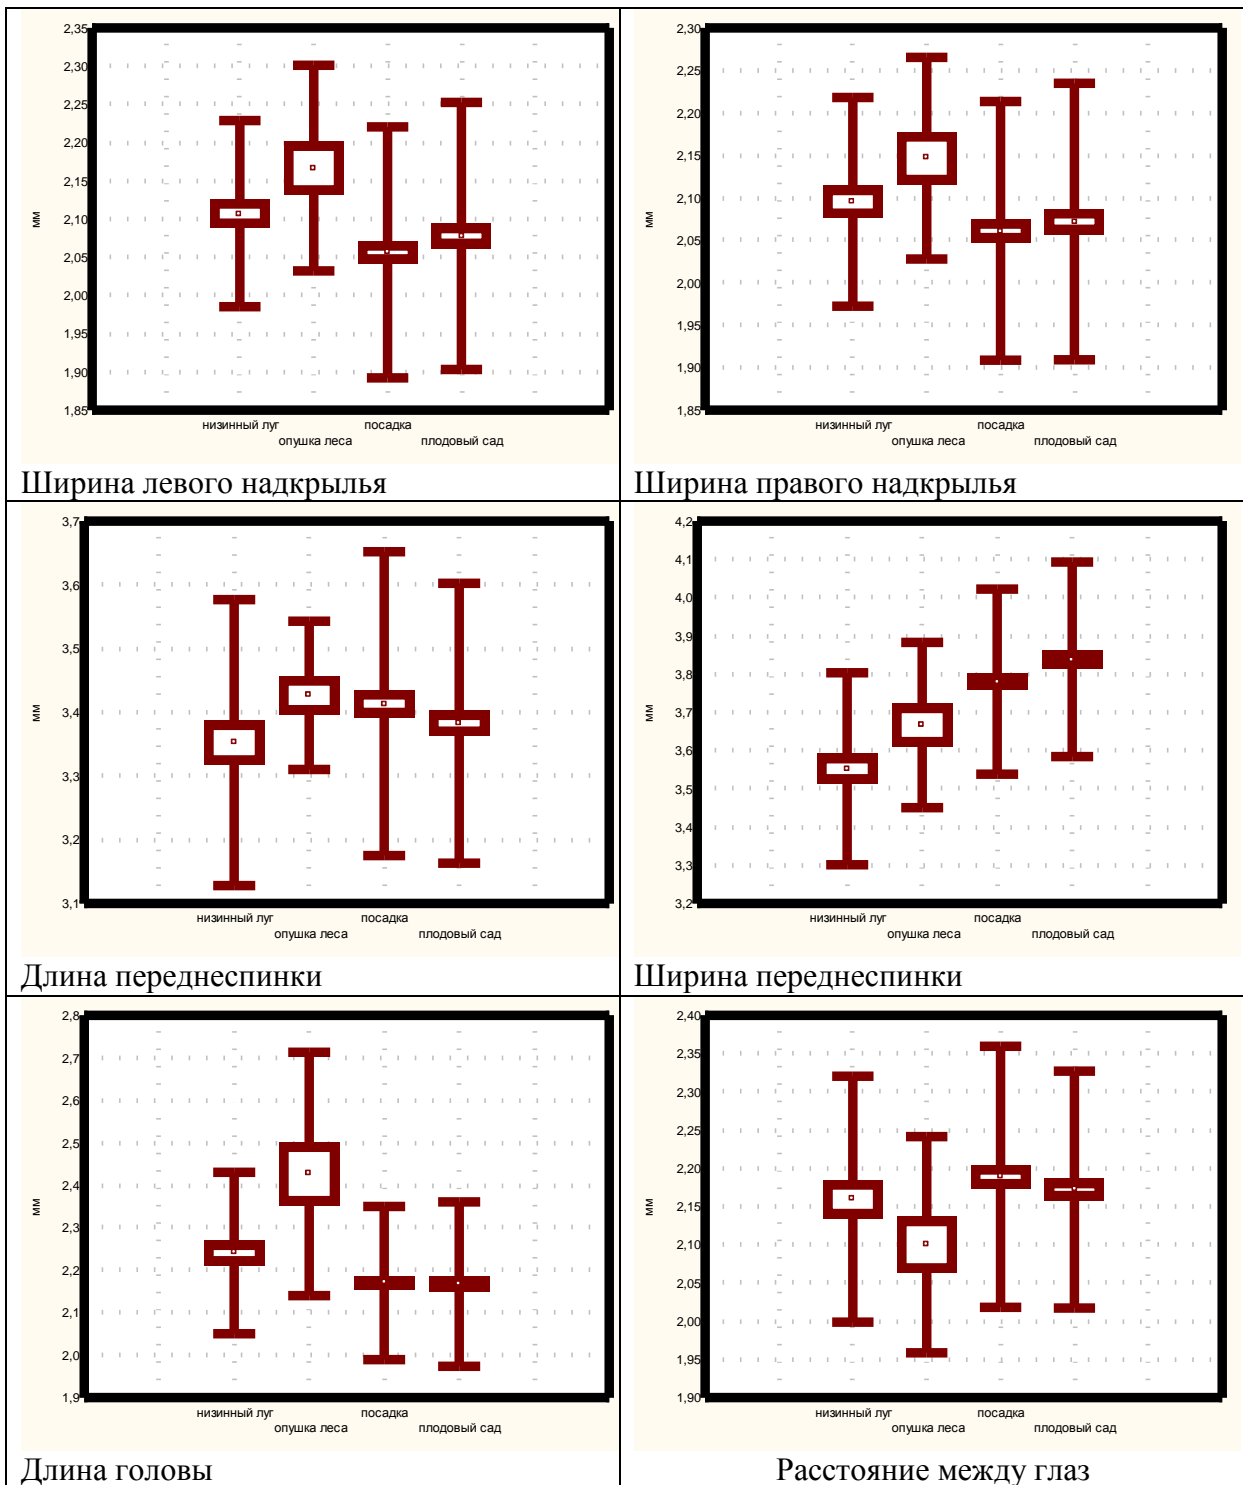 2,35
2,30
2,25
2,20
2,15
2,10
2,05
2,00
1,95
1,90
1,85
мм
низинный луг
посадка
опушка леса
плодовый сад
Ширина левого надкрылья
2,30
2,25
2,20
2,15
2,10
2,05
2,00
1,95
1,90
1,85
мм
низинный луг
посадка
опушка леса
плодовый сад
Ширина правого надкрылья
3,7
3,6
3,5
3,4
3,3
3,2
3,1
мм
низинный луг
посадка
опушка леса
плодовый сад
Длина переднеспинки
4,2
4,1
4,0
3,9
3,8
3,7
3,6
3,5
3,4
3,3
3,2
мм
низинный луг
посадка
опушка леса
плодовый сад
Ширина переднеспинки
2,8
2,7
2,6
2,5
2,4
2,3
2,2
2,1
2,0
1,9
мм
низинный луг
посадка
опушка леса
плодовый сад
Длина головы
2,40
2,35
2,30
2,25
2,20
2,15
2,10
2,05
2,00
1,95
1,90
мм
низинный луг
посадка
опушка леса
плодовый сад
Расстояние между глаз